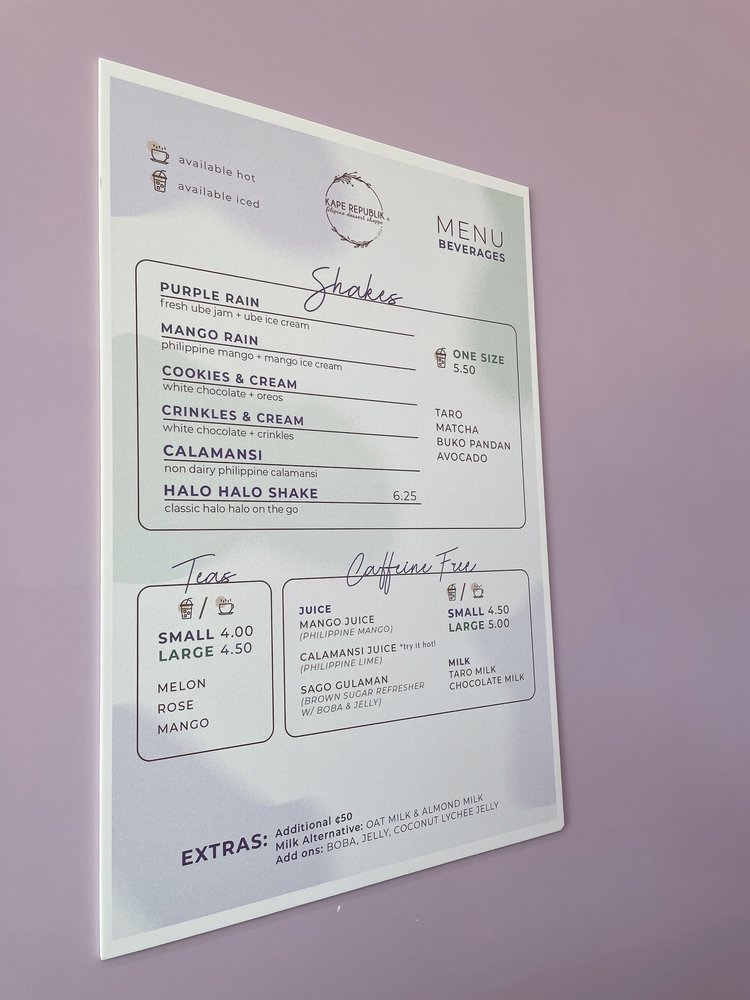 available hot
available iced
KAPE REPUBLIK
filipino dessert shoppe
MENU
BEVERAGES
Shakes
PURPLE RAIN
fresh ube jam + ube ice cream
MANGO RAIN
philippine mango + mango ice cream
COOKIES & CREAM
white chocolate + oreos
CRINKLES & CREAM
white chocolate + crinkles
CALAMANSI
non dairy philippine calamansi
HALO HALO SHAKE 6.25
classic halo halo on the go
ONE SIZE
5.50
TARO
MATCHA
BUKO PANDAN
AVOCADO
Teas
/
SMALL 4.00
LARGE 4.50
MELON
ROSE
MANGO
Caffeine Free
JUICE
MANGO JUICE
(PHILIPPINE MANGO)
CALAMANSI JUICE *try it hot!
(PHILIPPINE LIME)
SAGO GULAMAN
(BROWN SUGAR REFRESHER
W/ BOBA & JELLY)
/
SMALL 4.50
LARGE 5.00
MILK
TARO MILK
CHOCOLATE MILK
EXTRAS:
Additional ¢50
Milk Alternative: OAT MILK & ALMOND MILK
Add ons: BOBA, JELLY, COCONUT LYCHEE JELLY